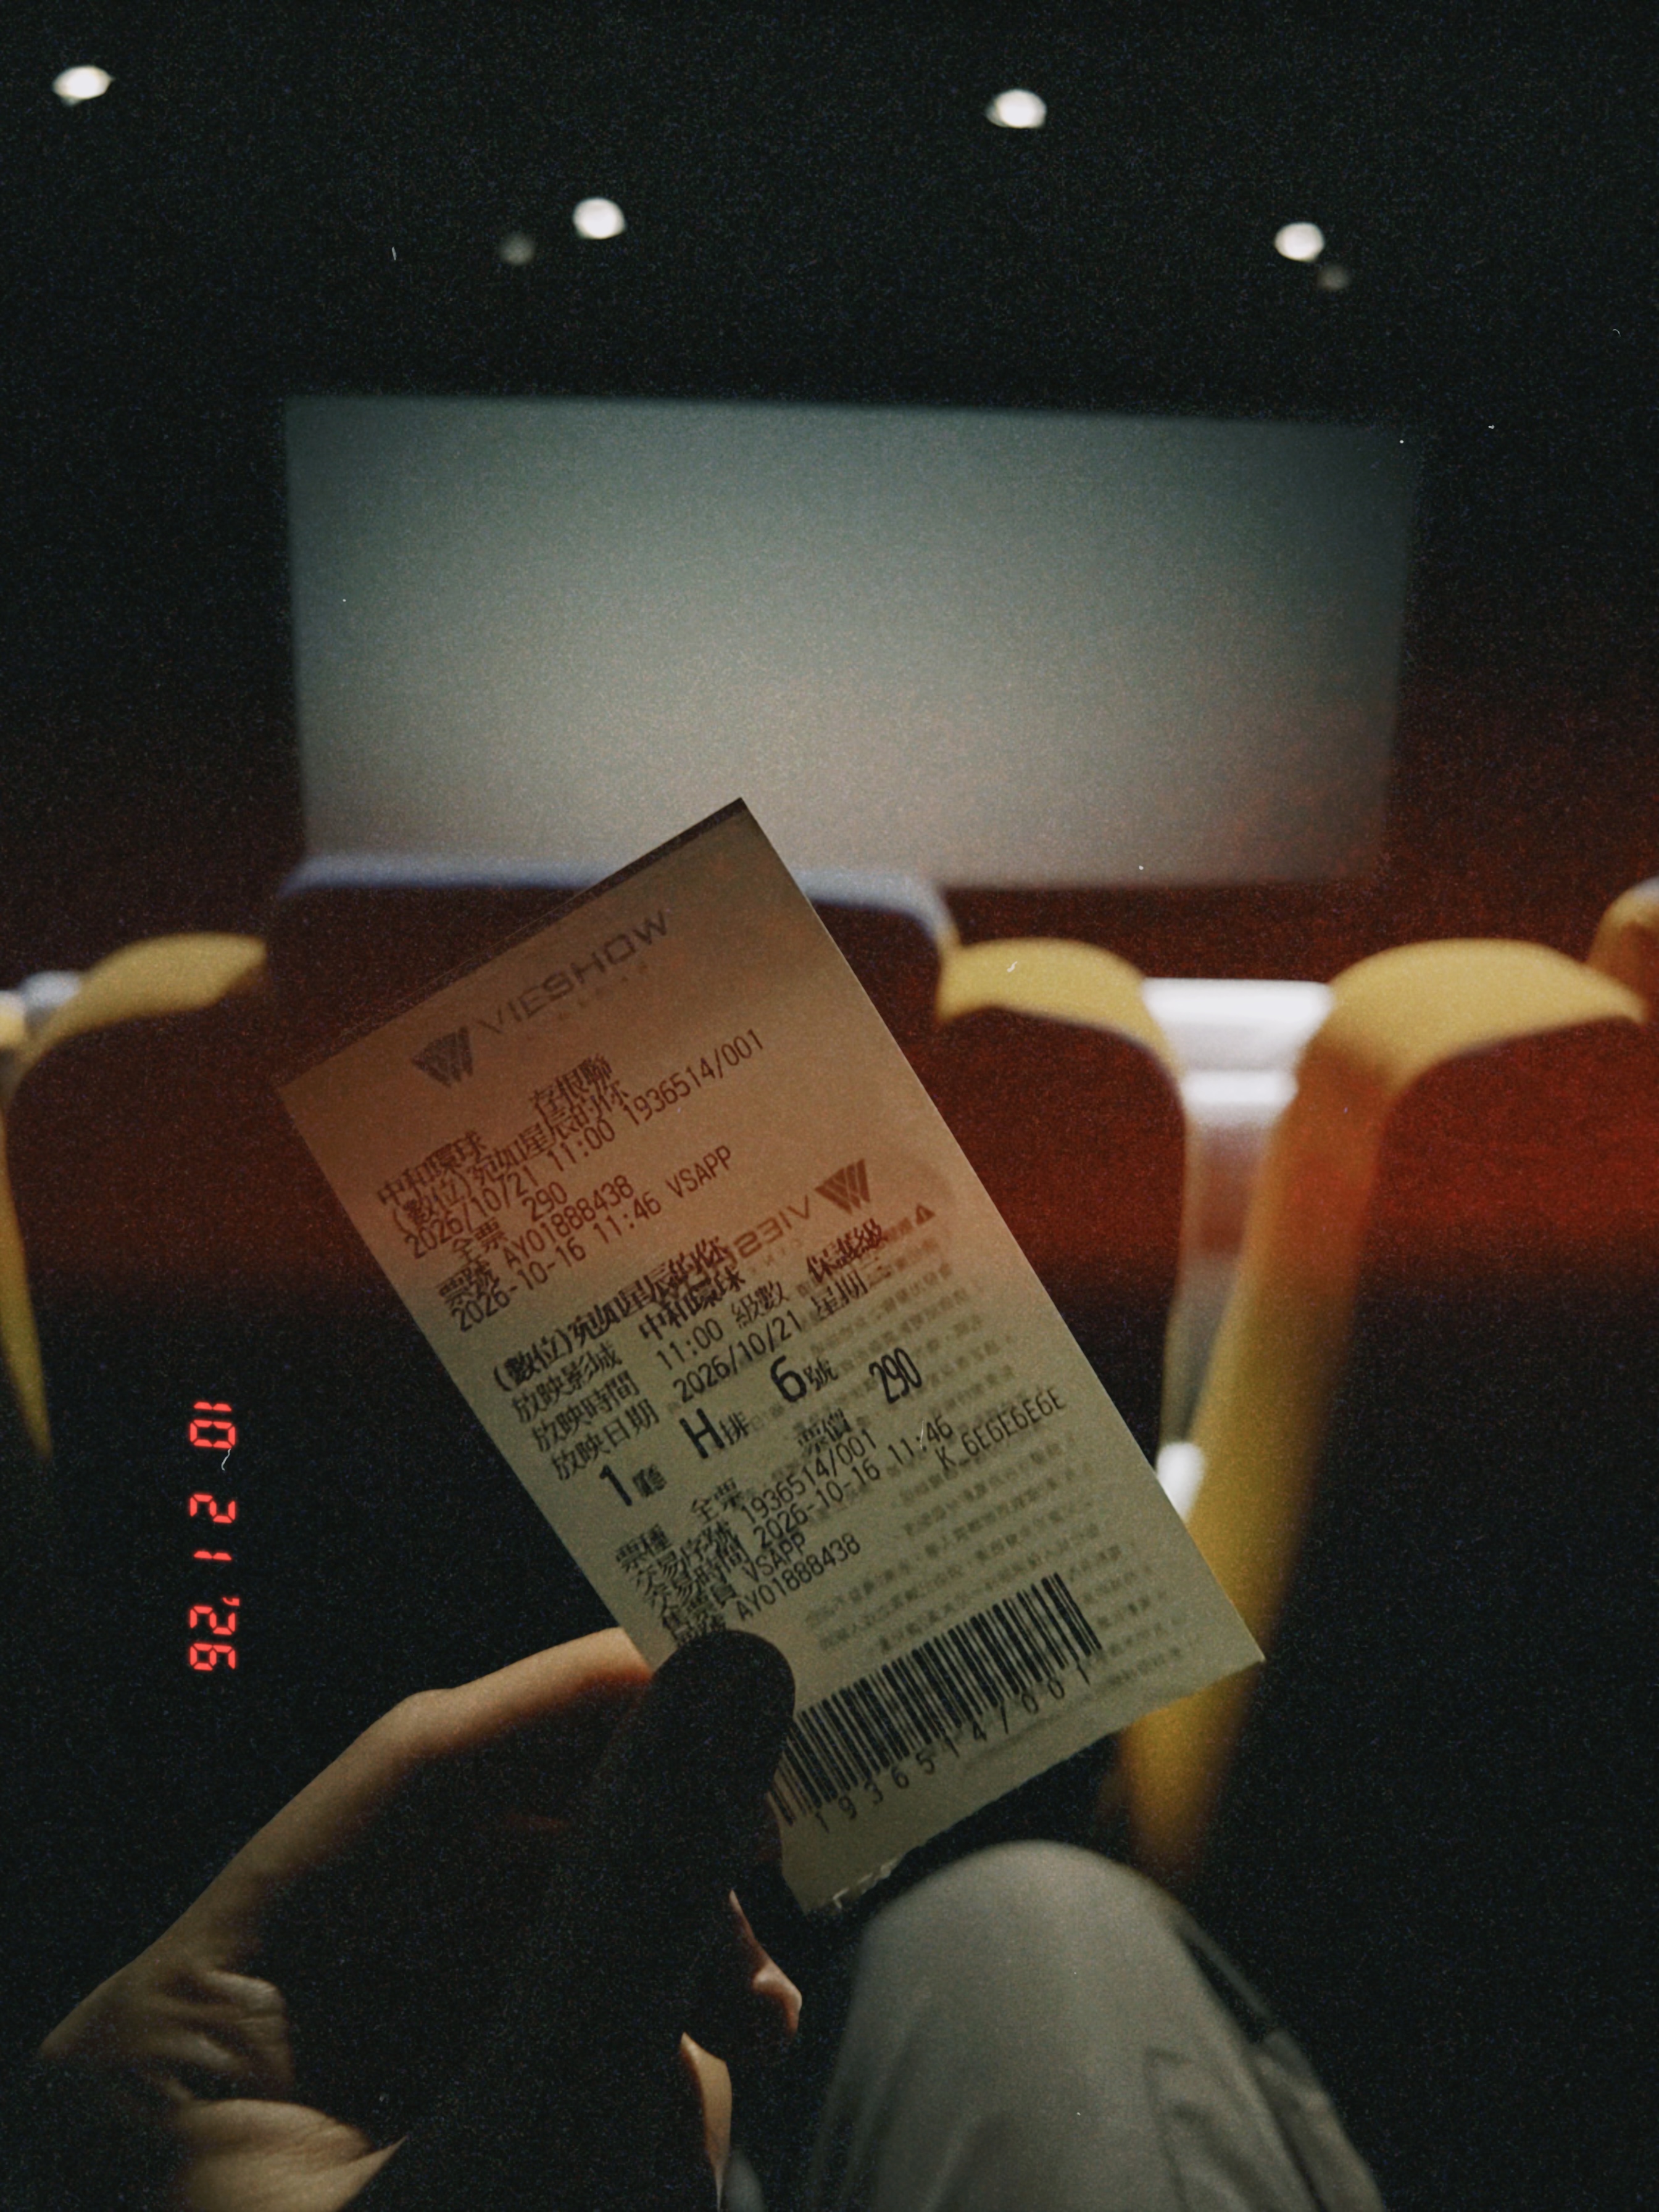 VIESHOW
存根聯
中和環球
(數位)宛如星辰的你
2026/10/21 11:00 1936514/001
全票 290
票號 AY01888438
2026-10-16 11:46 VSAPP
(數位)宛如星辰的你
放映影城 中和環球
放映時間 11:00 級數 保護級
放映日期 2026/10/21 星期
1廳 H排 6號
票價 290
票種 全票
交易序號 1936514/001
交易時間 2026-10-16 11:46
售票員 VSAPP K 6E6E6E6E
AY01888438
1936514/001
10 21 '26